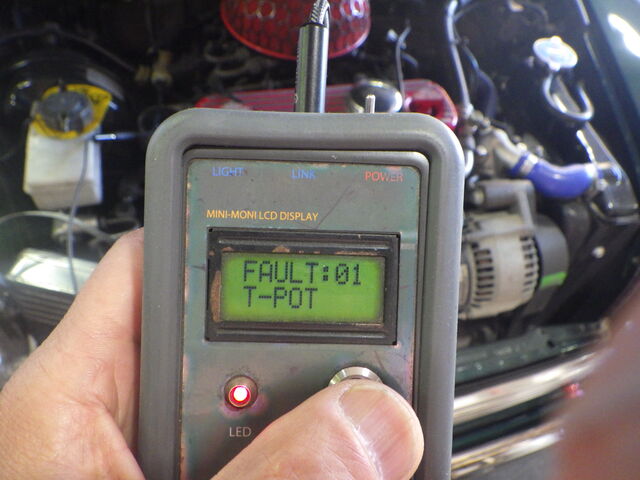 LIGHT LINK POWER
MINI-MONI LCD DISPLAY
FAULT:01
T-POT
LED